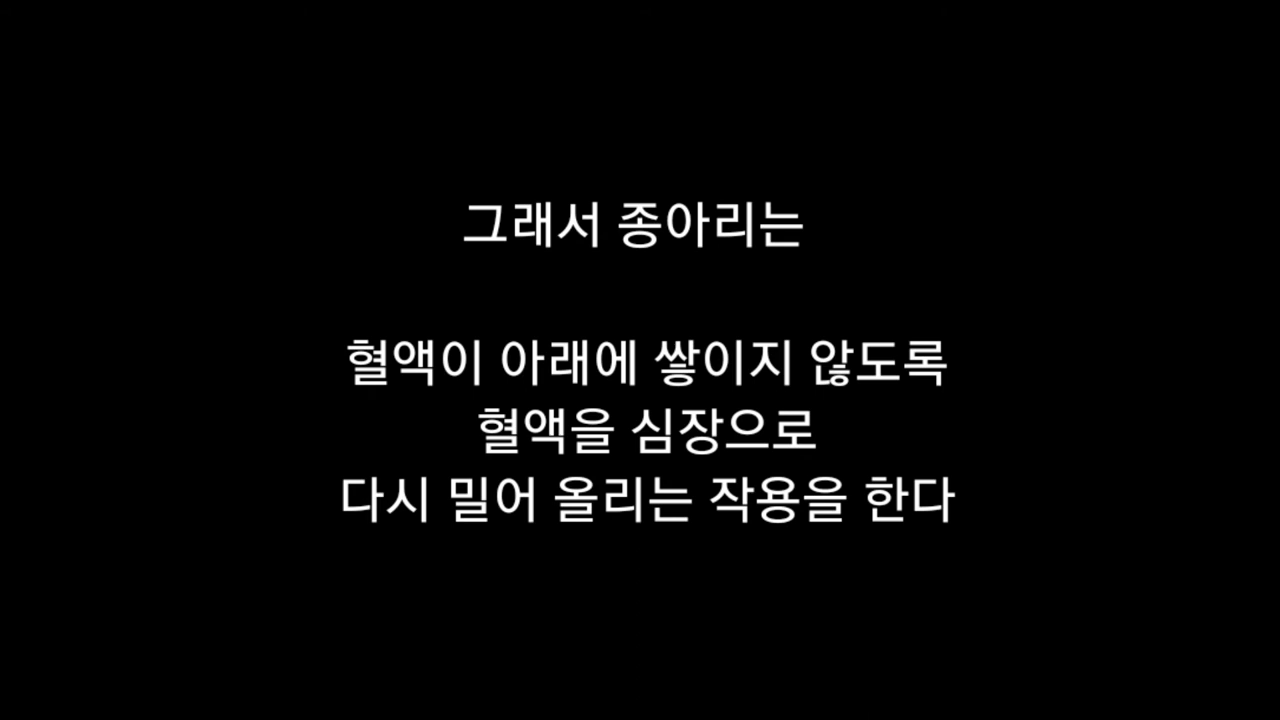 그래서 종아리는
혈액이 아래에 쌓이지 않도록
혈액을 심장으로
다시 밀어 올리는 작용을 한다